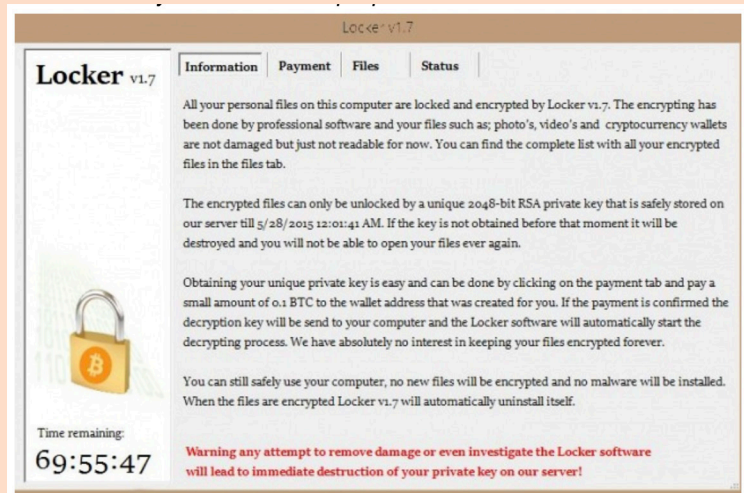 Locker v1.7
Locker v1.7
Information Payment Files Status
All your personal files on this computer are locked and encrypted by Locker v1.7. The encrypting has
been done by professional software and your files such as; photo's, video's and cryptocurrency wallets
are not damaged but just not readable for now. You can find the complete list with all your encrypted
files in the files tab.
The encrypted files can only be unlocked by a unique 2048-bit RSA private key that is safely stored on
our server till 5/28/2015 12:01:41 AM. If the key is not obtained before that moment it will be
destroyed and you will not be able to open your files ever again.
Obtaining your unique private key is easy and can be done by clicking on the payment tab and pay a
small amount of 0.1 BTC to the wallet address that was created for you. If the payment is confirmed the
decryption key will be send to your computer and the Locker software will automatically start the
decrypting process. We have absolutely no interest in keeping your files encrypted forever.
You can still safely use your computer, no new files will be encrypted and no malware will be installed.
When the files are encrypted Locker v1.7 will automatically uninstall itself.
Warning any attempt to remove damage or even investigate the Locker software
will lead to immediate destruction of your private key on our server!
Time remaining:
69:55:47